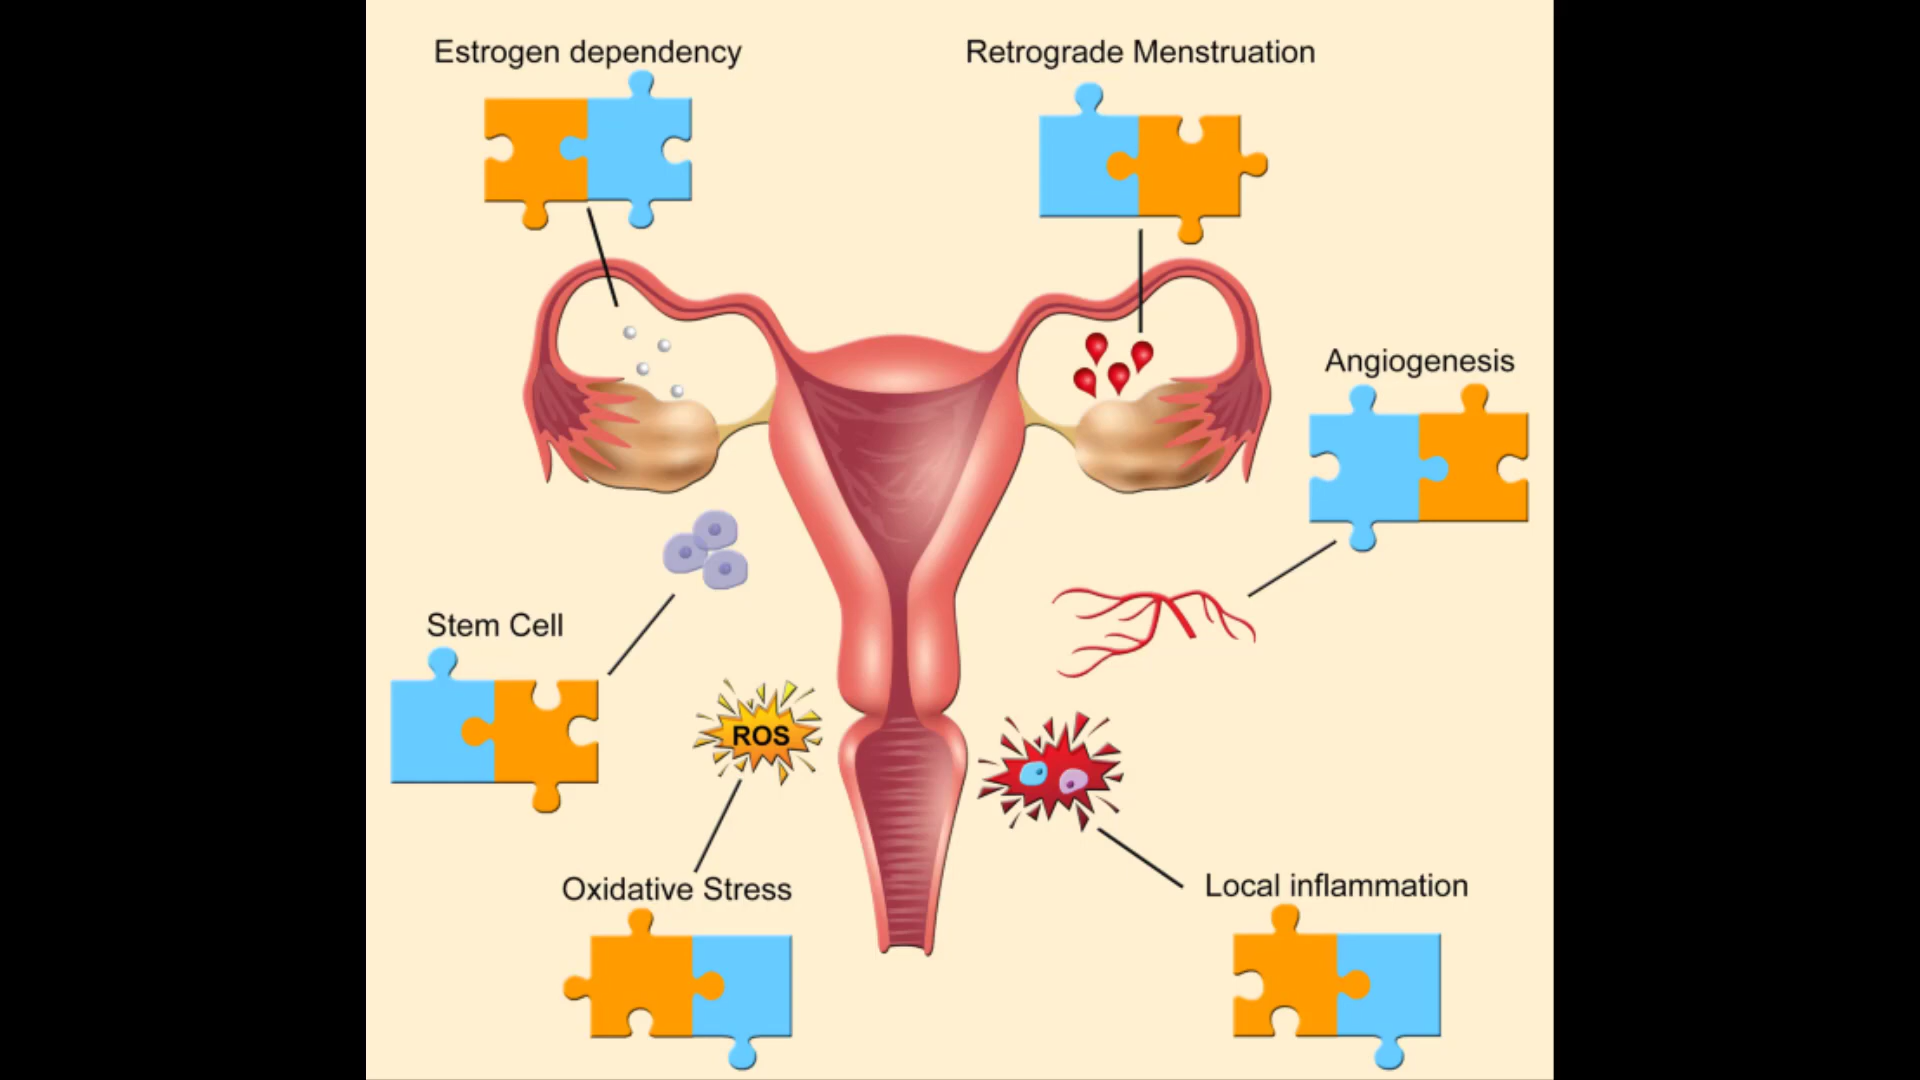 Estrogen dependency
Retrograde Menstruation
Angiogenesis
Stem Cell
ROS
Oxidative Stress
Local inflammation